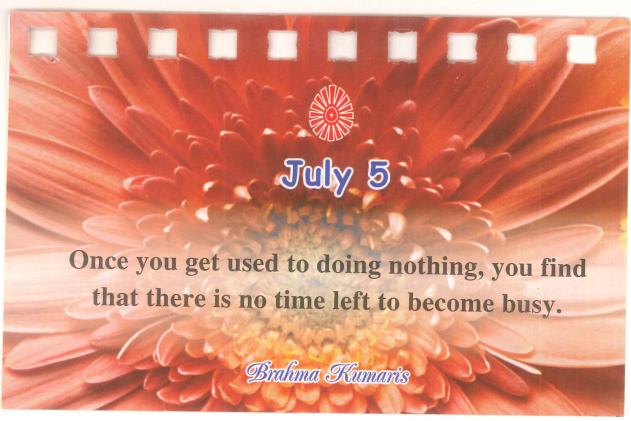 July 5
Once you get used to doing nothing, you find
that there is no time left to become busy.
Brahma Kumaris